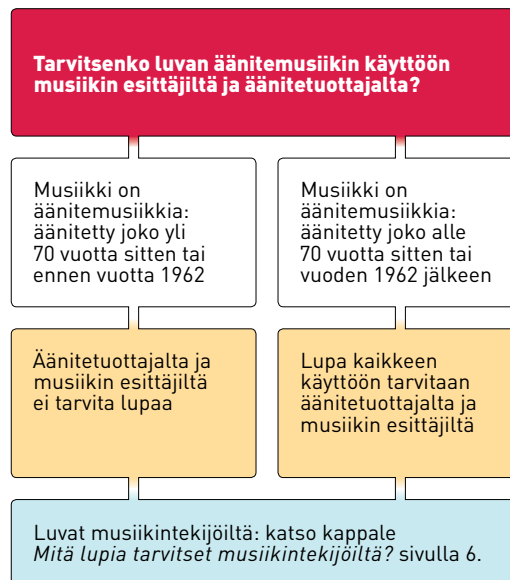 Tarvitsenko luvan äänitemusiikin käyttöön
musiikin esittäjiltä ja äänitetuottajalta?
Musiikki on
äänitemusiikkia:
äänitetty joko yli
70 vuotta sitten tai
ennen vuotta 1962
Musiikki on
äänitemusiikkia:
äänitetty joko alle
70 vuotta sitten tai
vuoden 1962 jälkeen
Äänitetuottajalta ja
musiikin esittäjiltä
ei tarvita lupaa
Lupa kaikkeen
käyttöön tarvitaan
äänitetuottajalta ja
musiikin esittäjiltä
Luvat musiikintekijöiltä: katso kappale
Mitä lupia tarvitset musiikintekijöiltä? sivulla 6.